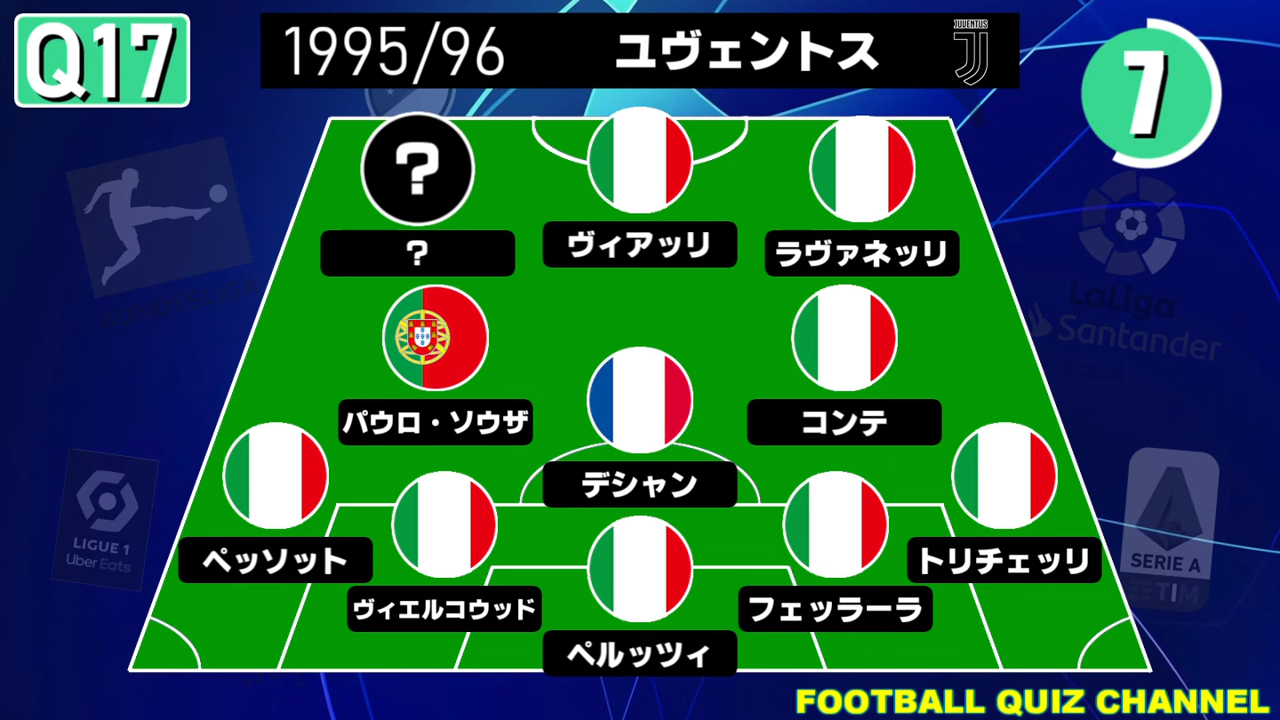 Q17
1995/96 ユヴェントス
JUVENTUS
7
?
?
ヴィアッリ
ラヴァネッリ
パウロ・ソウザ
コンテ
デシャン
ペッソット
トリチェッリ
ヴィエルコウッド
フェッラーラ
ペルッツィ
BUNDESLIGA
LaLiga
Santander
LIGUE 1
Uber Eats
SERIE A
TIM
FOOTBALL QUIZ CHANNEL